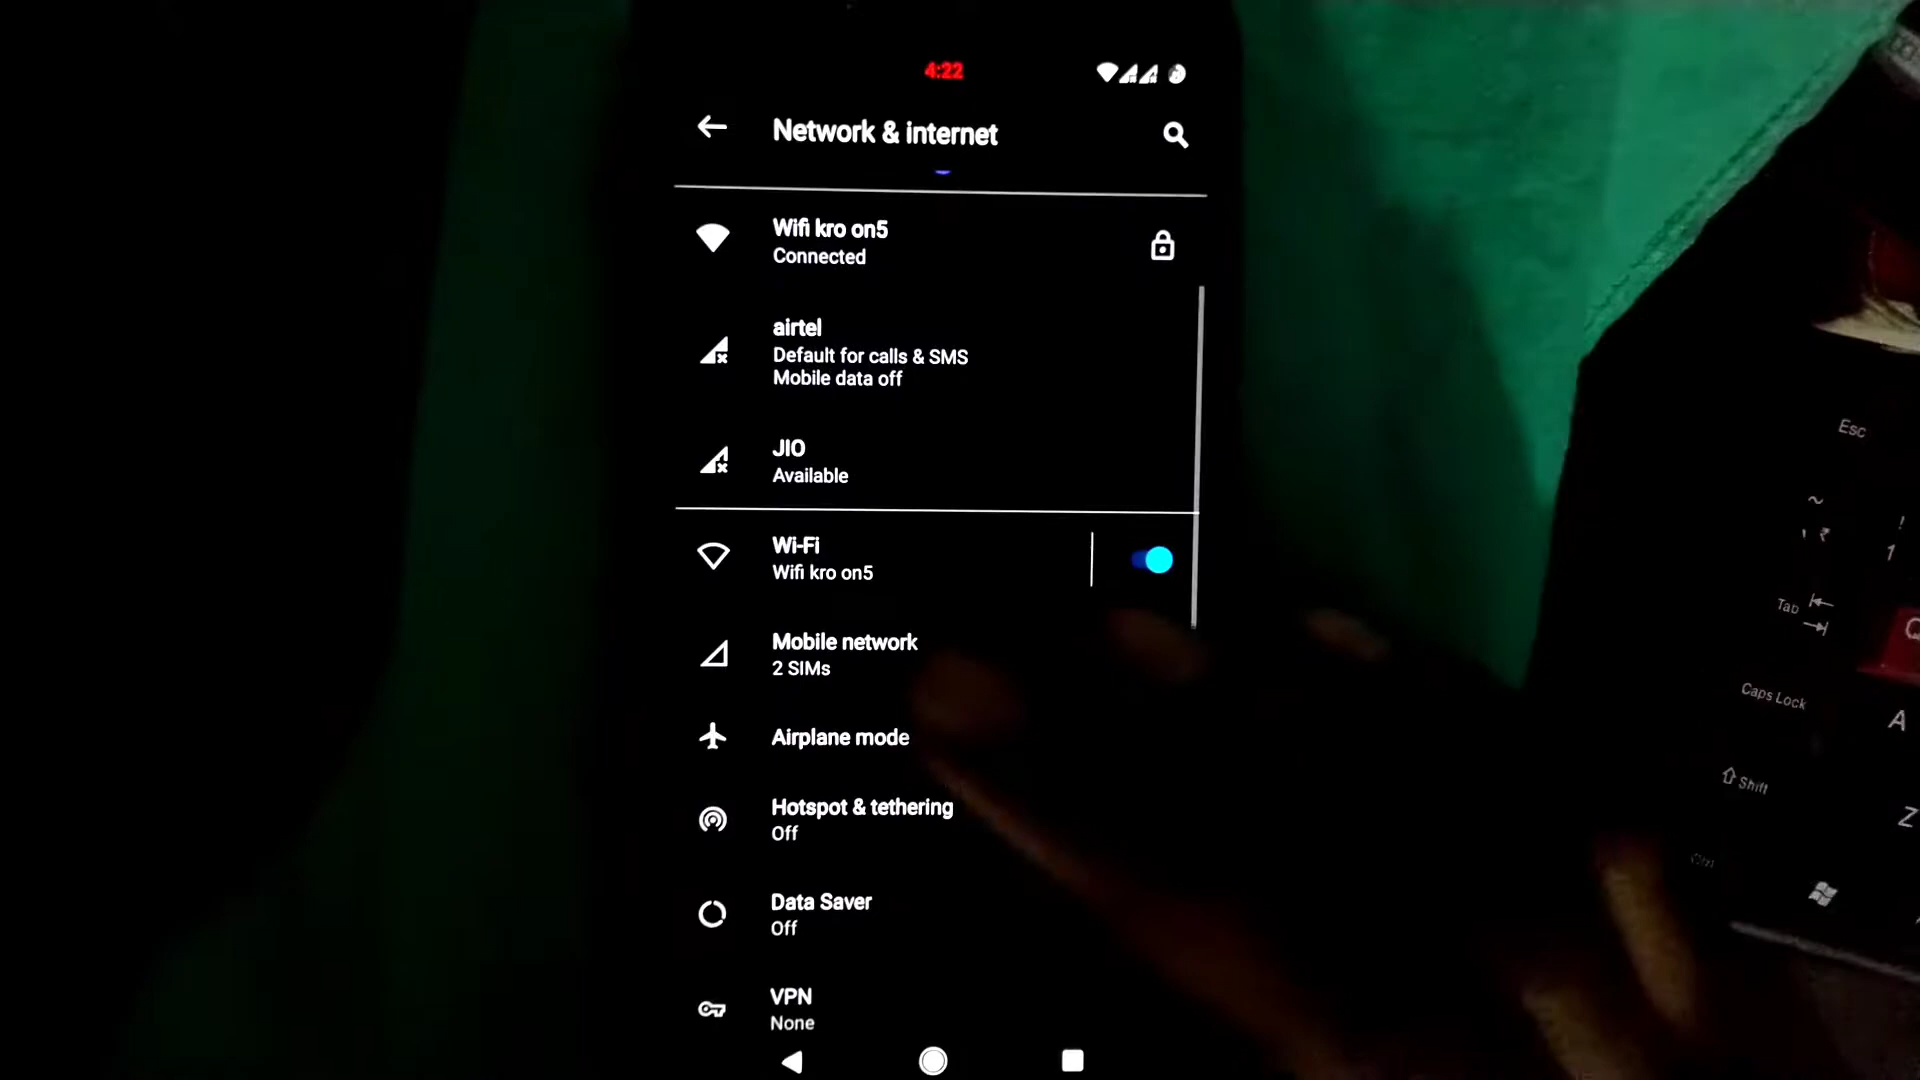 4:22
Network & internet
Wifi kro on5
Connected
airtel
Default for calls & SMS
Mobile data off
JIO
Available
Wi-Fi
Wifi kro on5
Mobile network
2 SIMs
Airplane mode
Hotspot & tethering
Off
Data Saver
Off
VPN
None
Esc
~
!
` ₹
1
Tab
Q
Caps Lock
A
Shift
Z